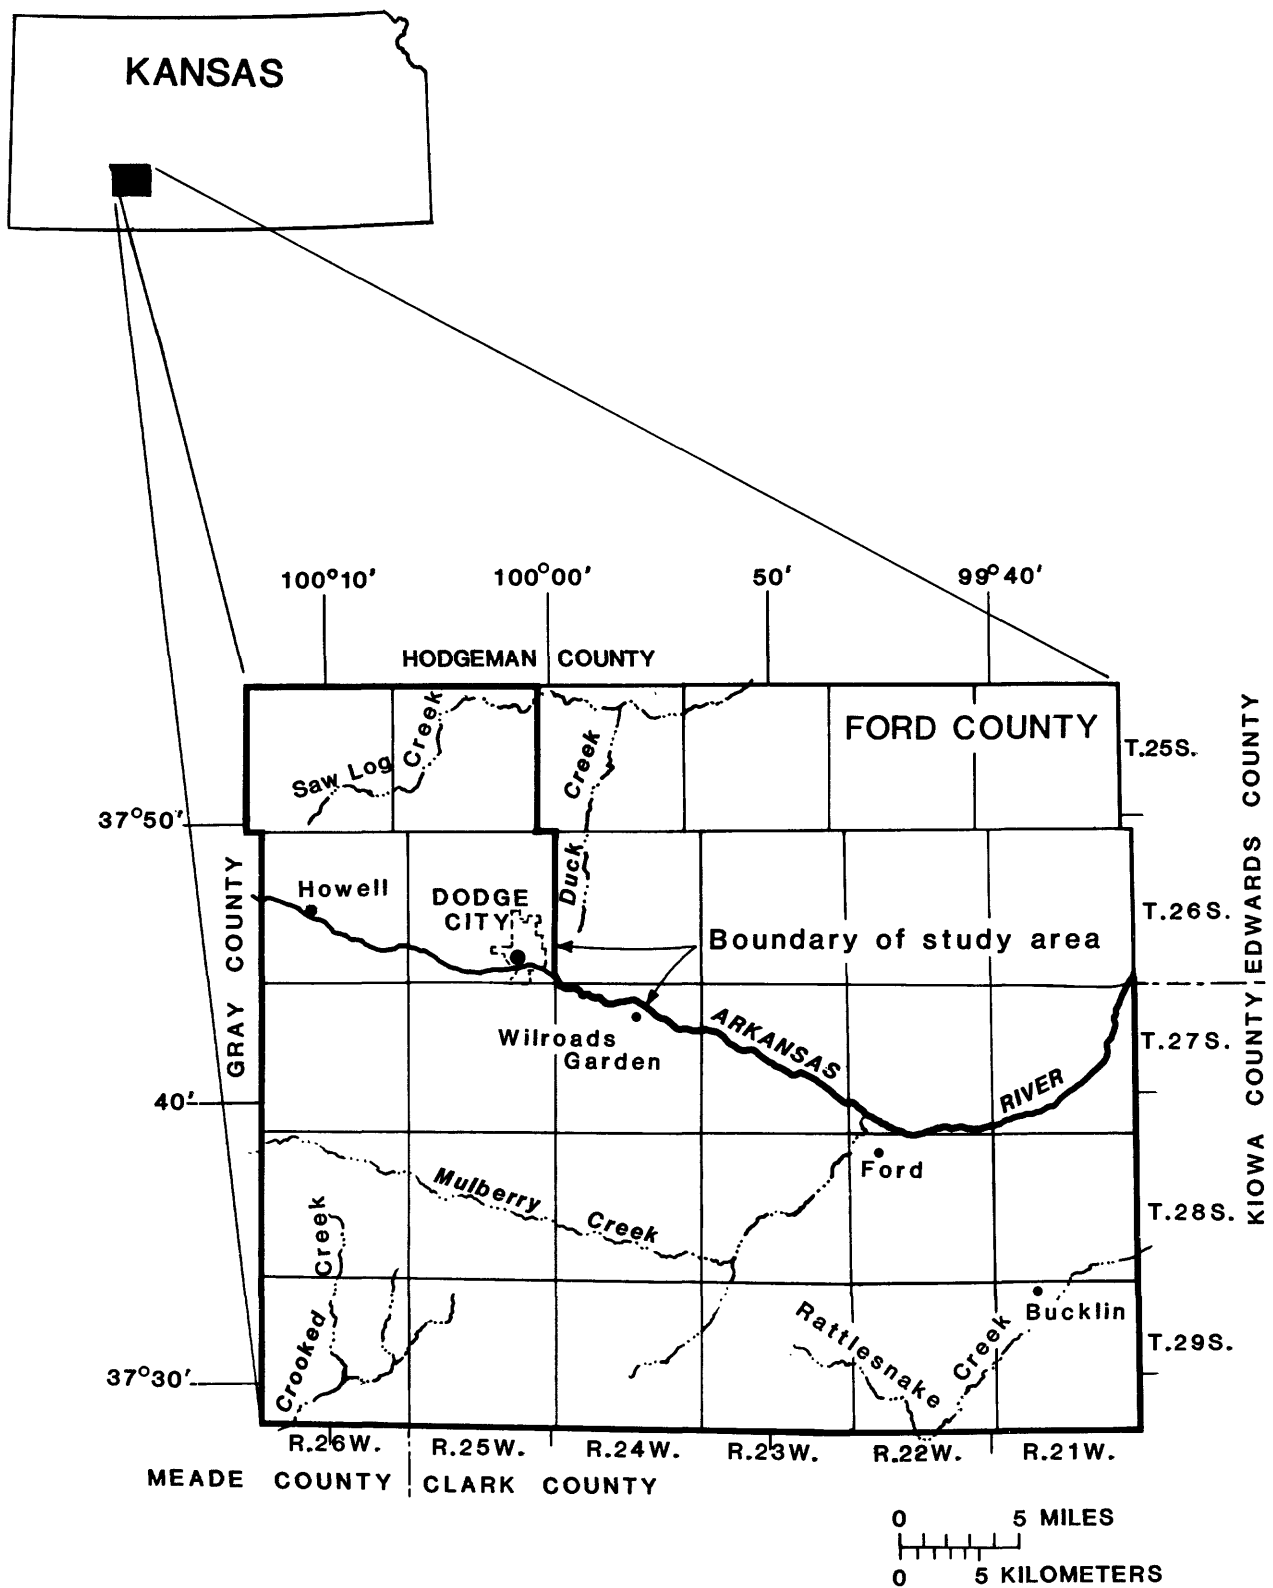 KANSAS
100°10' 100°00' 50' 99°40'
HODGEMAN COUNTY
FORD COUNTY
T.25S.
Saw Log Creek
Duck Creek
37°50'
EDWARDS COUNTY
GRAY COUNTY
Howell
DODGE
CITY
T.26S.
Boundary of study area
Wilroads
Garden
ARKANSAS RIVER
T.27S.
40'
KIOWA COUNTY
Ford
Mulberry Creek
T.28S.
Crooked Creek
Bucklin
Rattlesnake Creek
T.29S.
37°30'
R.26W. R.25W. R.24W. R.23W. R.22W. R.21W.
MEADE COUNTY CLARK COUNTY
0 5 MILES
0 5 KILOMETERS